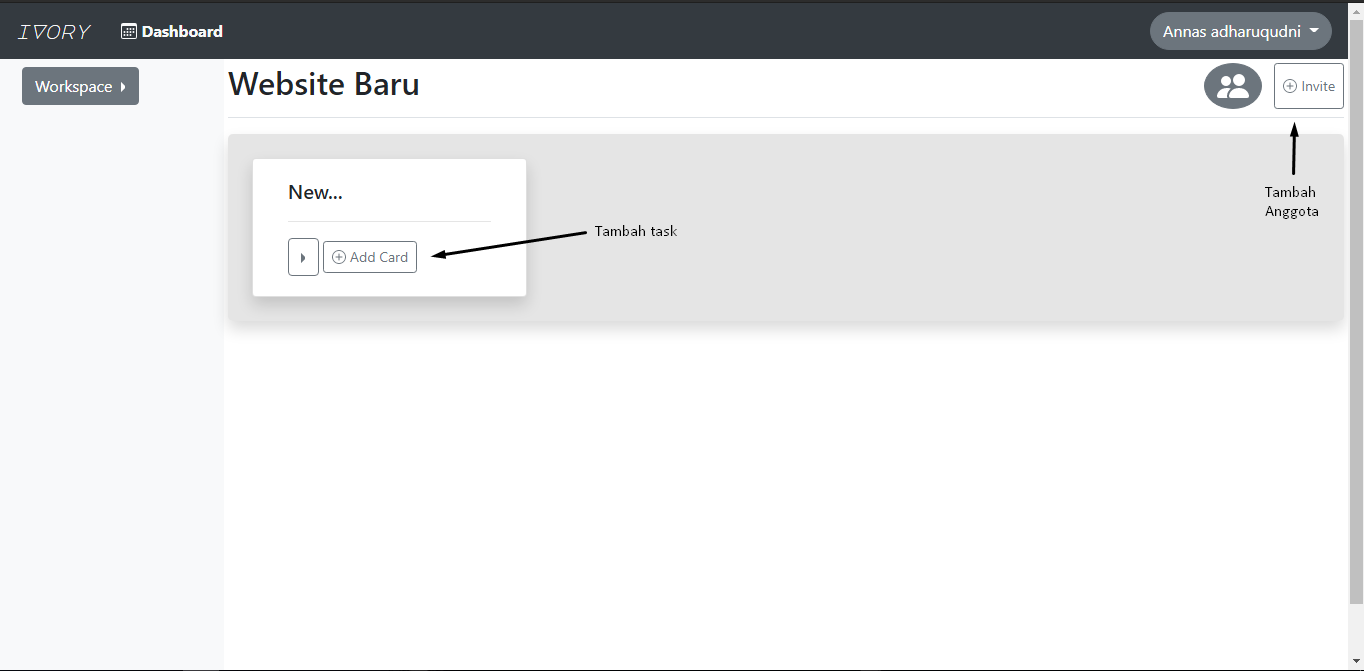 IVORY
Dashboard
Annas adharuqudni
Workspace
Website Baru
Invite
Tambah
Anggota
New...
Tambah task
Add Card